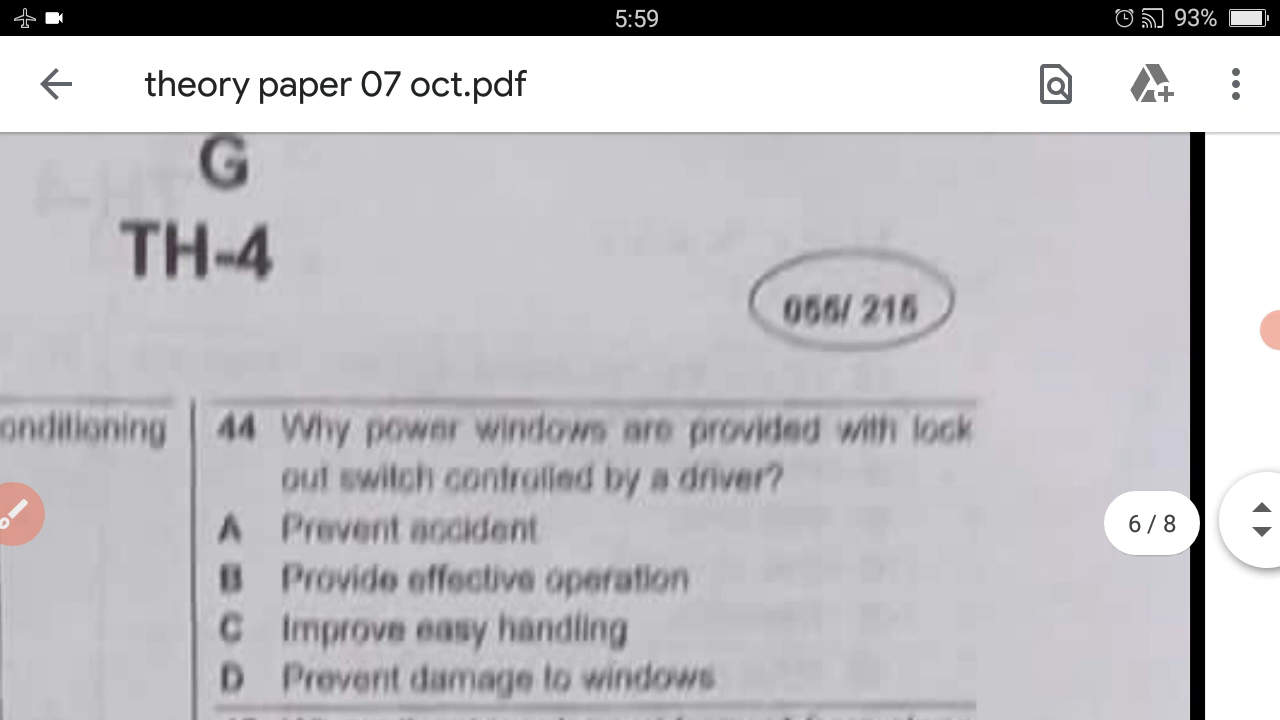 5:59
93%
theory paper 07 oct.pdf
G
TH-4
055/ 215
onditioning
44 Why power windows are provided with lock
out switch controlled by a driver?
A Prevent accident
B Provide effective operation
C Improve easy handling
D Prevent damage to windows
6 / 8